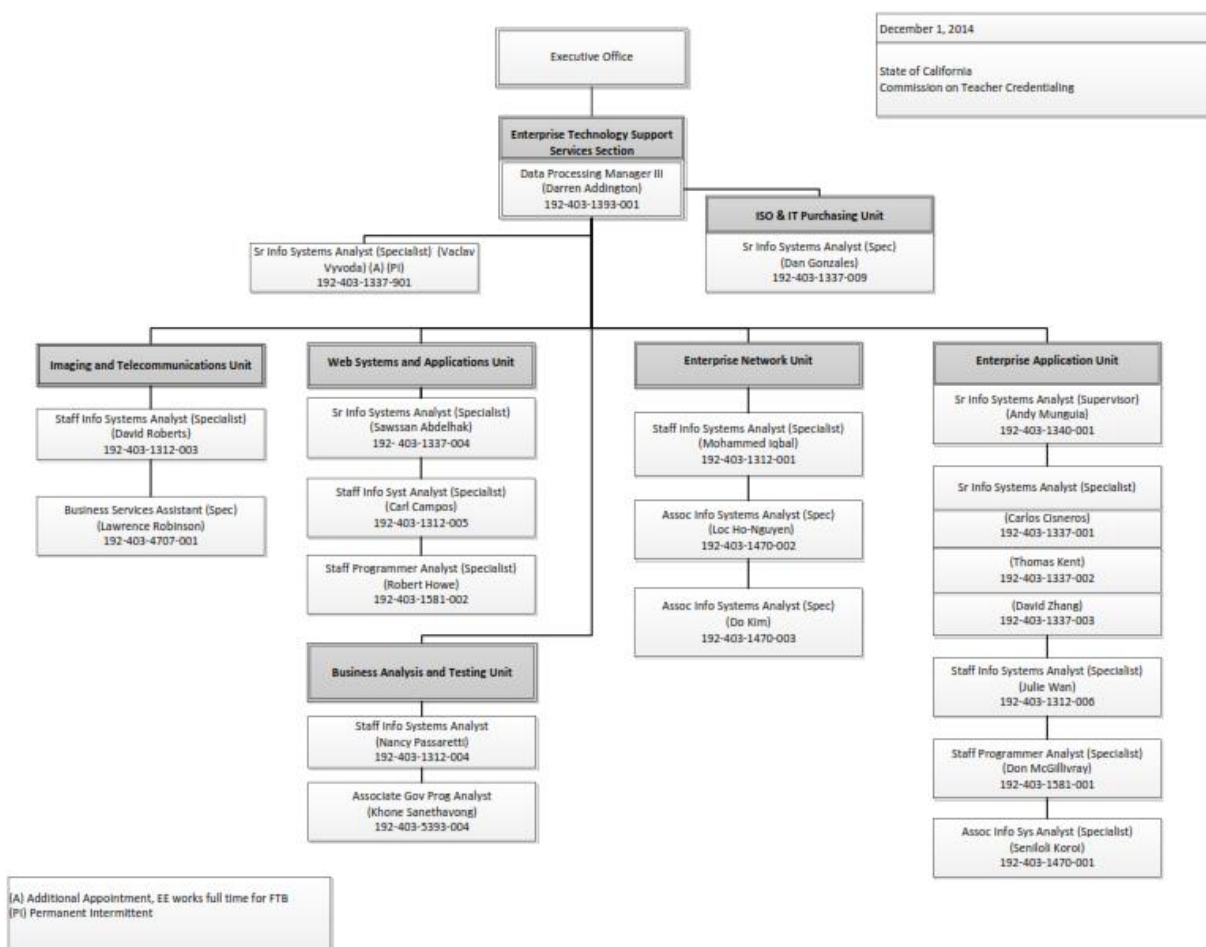 December 1, 2014
State of California
Commission on Teacher Credentialing
Executive Office
Enterprise Technology Support
Services Section
Data Processing Manager III
(Darren Addington)
192-403-1393-001
ISO & IT Purchasing Unit
Sr Info Systems Analyst (Spec)
(Dan Gonzales)
192-403-1337-009
Sr Info Systems Analyst (Specialist) (Vaclav
Vyvoda) (A) (PI)
192-403-1337-901
Imaging and Telecommunications Unit
Staff Info Systems Analyst (Specialist)
(David Roberts)
192-403-1312-003
Business Services Assistant (Spec)
(Lawrence Robinson)
192-403-4707-001
Web Systems and Applications Unit
Sr Info Systems Analyst (Specialist)
(Sawssan Abdelhak)
192- 403-1337-004
Staff Info Syst Analyst (Specialist)
(Carl Campos)
192-403-1312-005
Staff Programmer Analyst (Specialist)
(Robert Howe)
192-403-1581-002
Business Analysis and Testing Unit
Staff Info Systems Analyst
(Nancy Passaretti)
192-403-1312-004
Associate Gov Prog Analyst
(Khone Sanethavong)
192-403-5393-004
Enterprise Network Unit
Staff Info Systems Analyst (Specialist)
(Mohammed Iqbal)
192-403-1312-001
Assoc Info Systems Analyst (Spec)
(Loc Ho-Nguyen)
192-403-1470-002
Assoc Info Systems Analyst (Spec)
(Do Kim)
192-403-1470-003
Enterprise Application Unit
Sr Info Systems Analyst (Supervisor)
(Andy Munguia)
192-403-1340-001
Sr Info Systems Analyst (Specialist)
(Carlos Cisneros)
192-403-1337-001
(Thomas Kent)
192-403-1337-002
(David Zhang)
192-403-1337-003
Staff Info Systems Analyst (Specialist)
(Julie Wan)
192-403-1312-006
Staff Programmer Analyst (Specialist)
(Don McGillivray)
192-403-1581-001
Assoc Info Sys Analyst (Specialist)
(Seniloli Koroi)
192-403-1470-001
(A) Additional Appointment, EE works full time for FTB
(PI) Permanent Intermittent